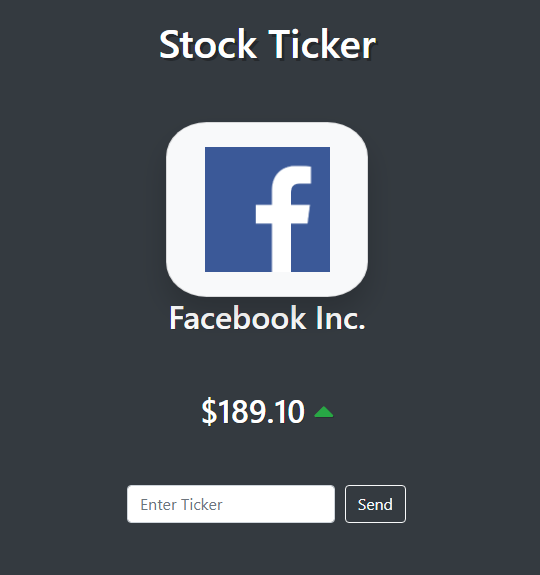 Stock Ticker
f
Facebook Inc.
$189.10
Enter Ticker
Send